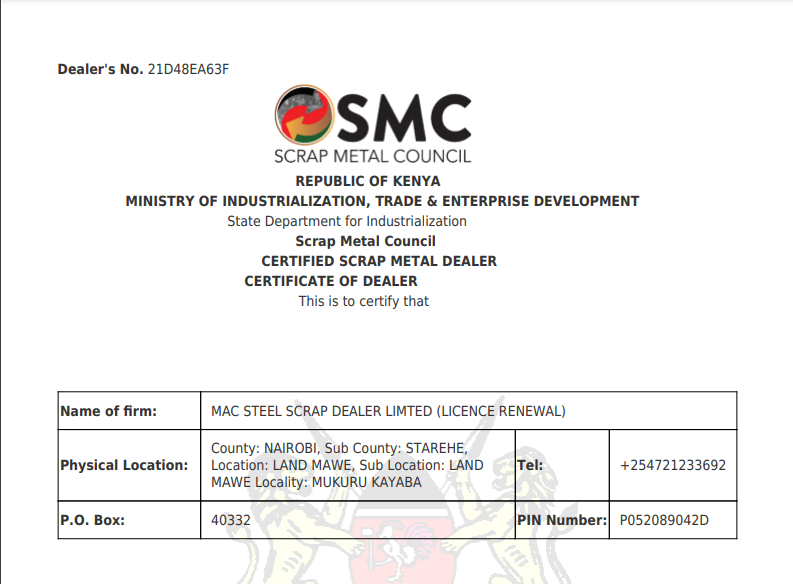 Dealer's No. 21D48EA63F
SMC
SCRAP METAL COUNCIL
REPUBLIC OF KENYA
MINISTRY OF INDUSTRIALIZATION, TRADE & ENTERPRISE DEVELOPMENT
State Department for Industrialization
Scrap Metal Council
CERTIFIED SCRAP METAL DEALER
CERTIFICATE OF DEALER
This is to certify that
Name of firm: MAC STEEL SCRAP DEALER LIMTED (LICENCE RENEWAL)
Physical Location: County: NAIROBI, Sub County: STAREHE,
Location: LAND MAWE, Sub Location: LAND
MAWE Locality: MUKURU KAYABA
Tel: +254721233692
P.O. Box: 40332 PIN Number: P052089042D